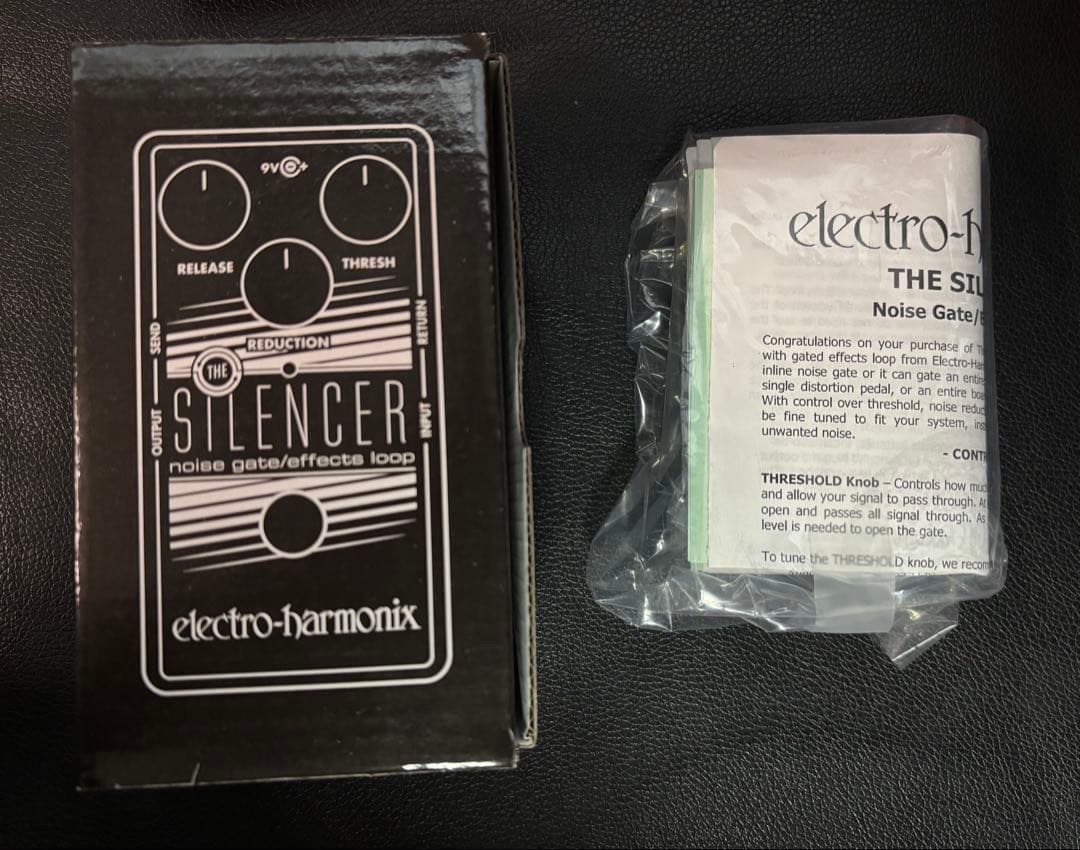 9V
RELEASE
THRESH
SEND
RETURN
REDUCTION
THE
SILENCER
OUTPUT
INPUT
noise gate/effects loop
electro-harmonix
electro-h
THE SIL
Noise Gate/E
Congratulations on your purchase of
with gated effects loop from Electro-Har
inline noise gate or it can gate an entire
single distortion pedal, or an entire boa
With control over threshold, noise reduc
be fine tuned to fit your system, ins
unwanted noise.
- CONT
THRESHOLD Knob – Controls how muc
and allow your signal to pass through. At
open and passes all signal through. As
level is needed to open the gate.
To tune the THRESHOLD knob, we recom